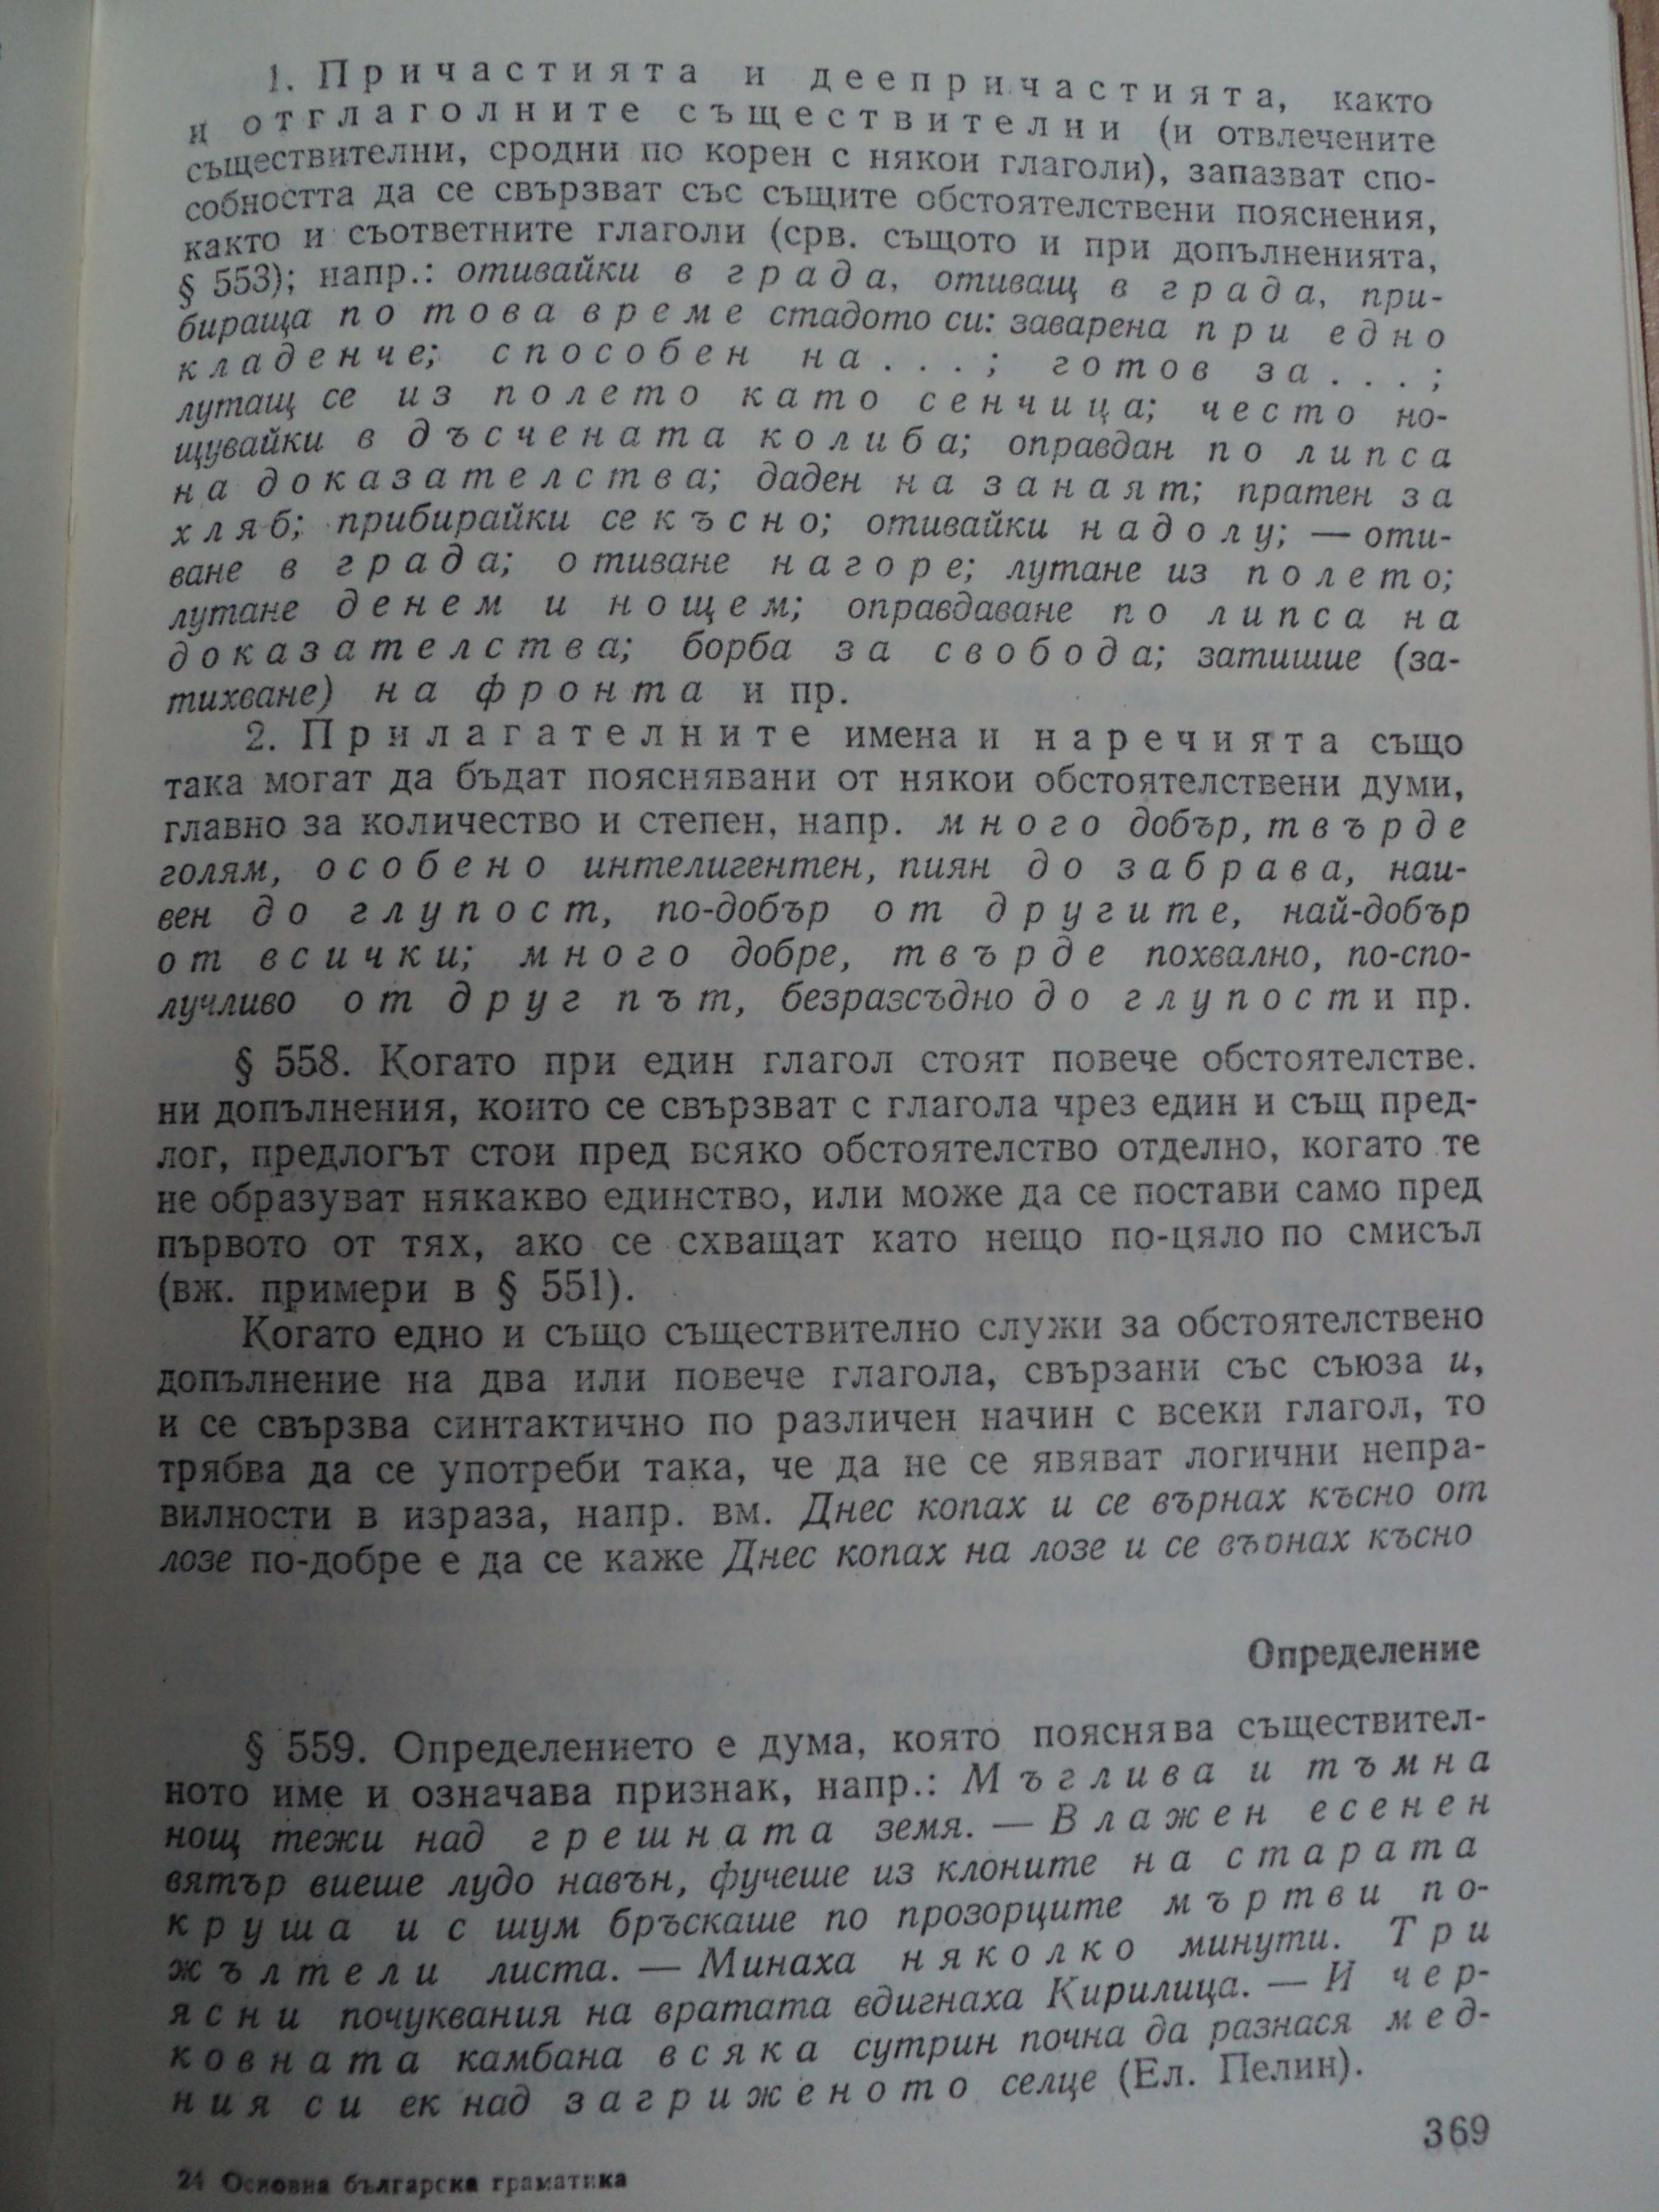 1. Причастията и деепричастията, както
и отглаголните съществителни (и отвлечените
съществителни, сродни по корен с някои глаголи), запазват спо-
собността да се свързват със същите обстоятелствени пояснения,
както и съответните глаголи (срв. същото и при допълненията,
§ 553); напр.: отивайки в града, отиващ в града, при-
бираща по това време стадото си: заварена при едно
кладенче; способен на...; готов за...;
лутащ се из полето като сенчица; често но-
щувайки в дъсчената колиба; оправдан по липса
на доказателства; даден на занаят; пратен за
хляб; прибирайки се късно; отивайки надолу; — оти-
ване в града; отиване нагоре; лутане из полето;
лутане денем и нощем; оправдаване по липса на
доказателства; борба за свобода; затишие (за-
тихване) на фронта и пр.
2. Прилагателните имена и наречията също
така могат да бъдат пояснявани от някои обстоятелствени думи,
главно за количество и степен, напр. много добър, твърде
голям, особено интелигентен, пиян до забрава, наи-
вен до глупост, по-добър от другите, най-добър
от всички; много добре, твърде похвално, по-спо-
лучливо от друг път, безразсъдно до глупост и пр.
§ 558. Когато при един глагол стоят повече обстоятелстве.
ни допълнения, които се свързват с глагола чрез един и същ пред-
лог, предлогът стои пред всяко обстоятелство отделно, когато те
не образуват някакво единство, или може да се постави само пред
първото от тях, ако се схващат като нещо по-цяло по смисъл
(вж. примери в § 551).
Когато едно и също съществително служи за обстоятелствено
допълнение на два или повече глагола, свързани със съюза и,
и се свързва синтактично по различен начин с всеки глагол, то
трябва да се употреби така, че да не се явяват логични непра-
вилности в израза, напр. вм. Днес копах и се върнах късно от
лозе по-добре е да се каже Днес копах на лозе и се върнах късно
Определение
§ 559. Определението е дума, която пояснява съществител-
ното име и означава признак, напр.: Мъглива и тъмна
нощ тежи над грешната земя. — Влажен есенен
вятър виеше лудо навън, фучеше из клоните на старата
круша и с шум бръскаше по прозорците мъртви по-
жълтели листа. — Минаха няколко минути. Три
ясни почуквания на вратата вдигнаха Кирилица. — И чер-
ковната камбана всяка сутрин почна да разнася мед-
ния си ек над загриженото селце (Ел. Пелин).
369
24 Основна българска граматика